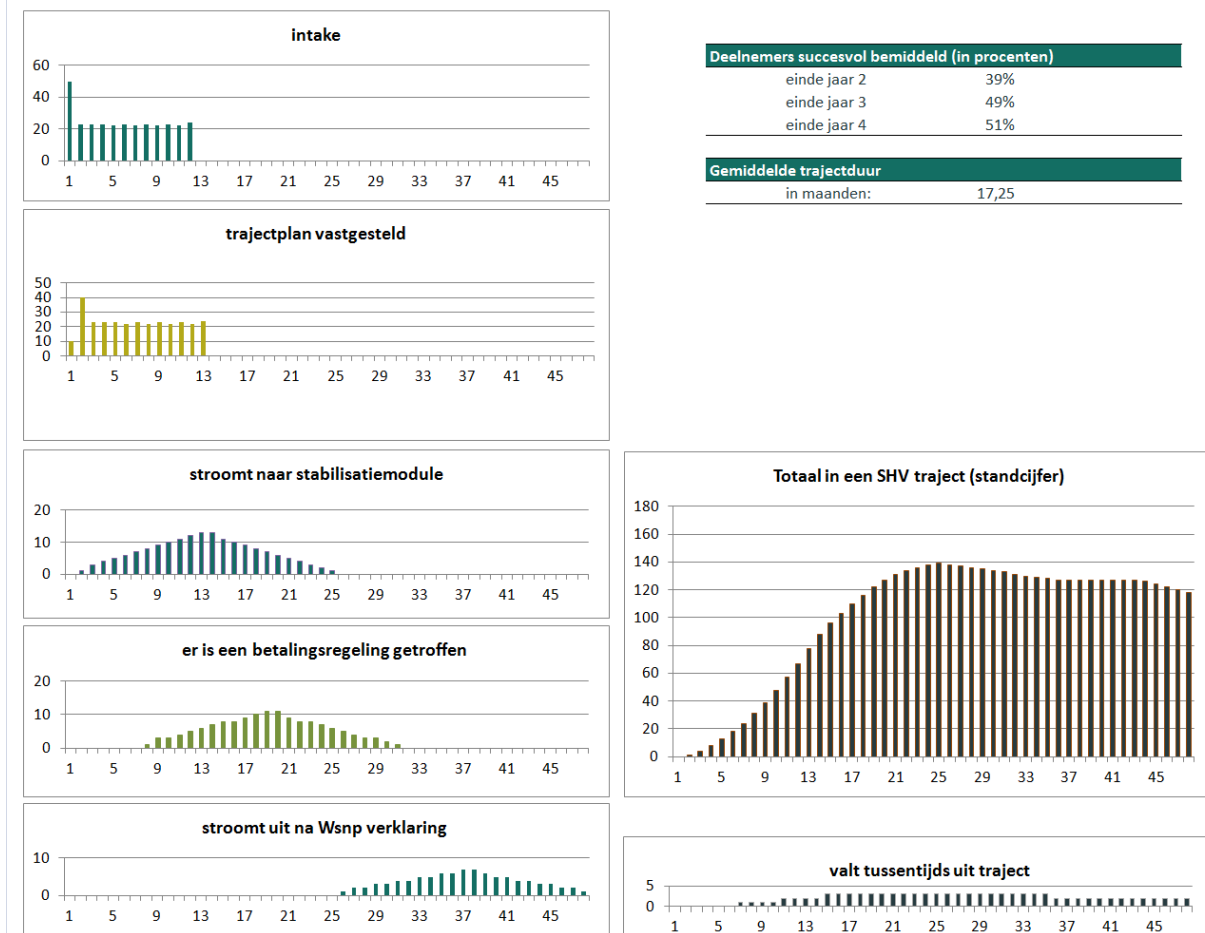 intake
60
40
20
0
1 5 9 13 17 21 25 29 33 37 41 45
Deelnemers succesvol bemiddeld (in procenten)
einde jaar 2 39%
einde jaar 3 49%
einde jaar 4 51%
Gemiddelde trajectduur
in maanden: 17,25
trajectplan vastgesteld
50
40
30
20
10
0
1 5 9 13 17 21 25 29 33 37 41 45
stroomt naar stabilisatiemodule
20
10
0
1 5 9 13 17 21 25 29 33 37 41 45
er is een betalingsregeling getroffen
20
10
0
1 5 9 13 17 21 25 29 33 37 41 45
Totaal in een SHV traject (standcijfer)
180
160
140
120
100
80
60
40
20
0
1 5 9 13 17 21 25 29 33 37 41 45
stroomt uit na Wsnp verklaring
10
0
1 5 9 13 17 21 25 29 33 37 41 45
valt tussentijds uit traject
5
0
1 5 9 13 17 21 25 29 33 37 41 45